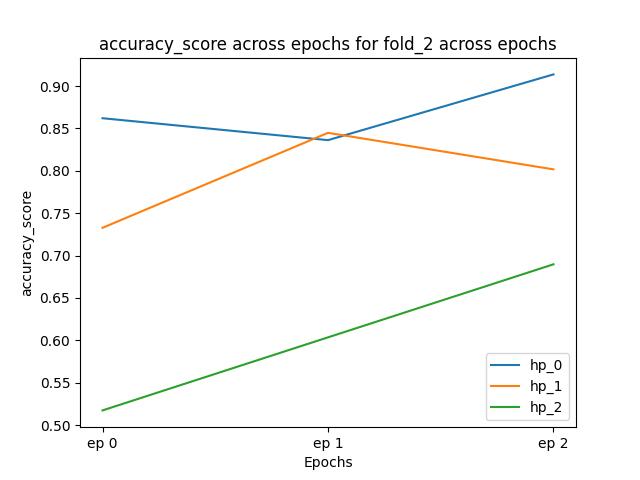 accuracy_score across epochs for fold_2 across epochs
accuracy_score
0.90
0.85
0.80
0.75
0.70
0.65
0.60
0.55
0.50
hp_0
hp_1
hp_2
ep 0 ep 1 ep 2
Epochs